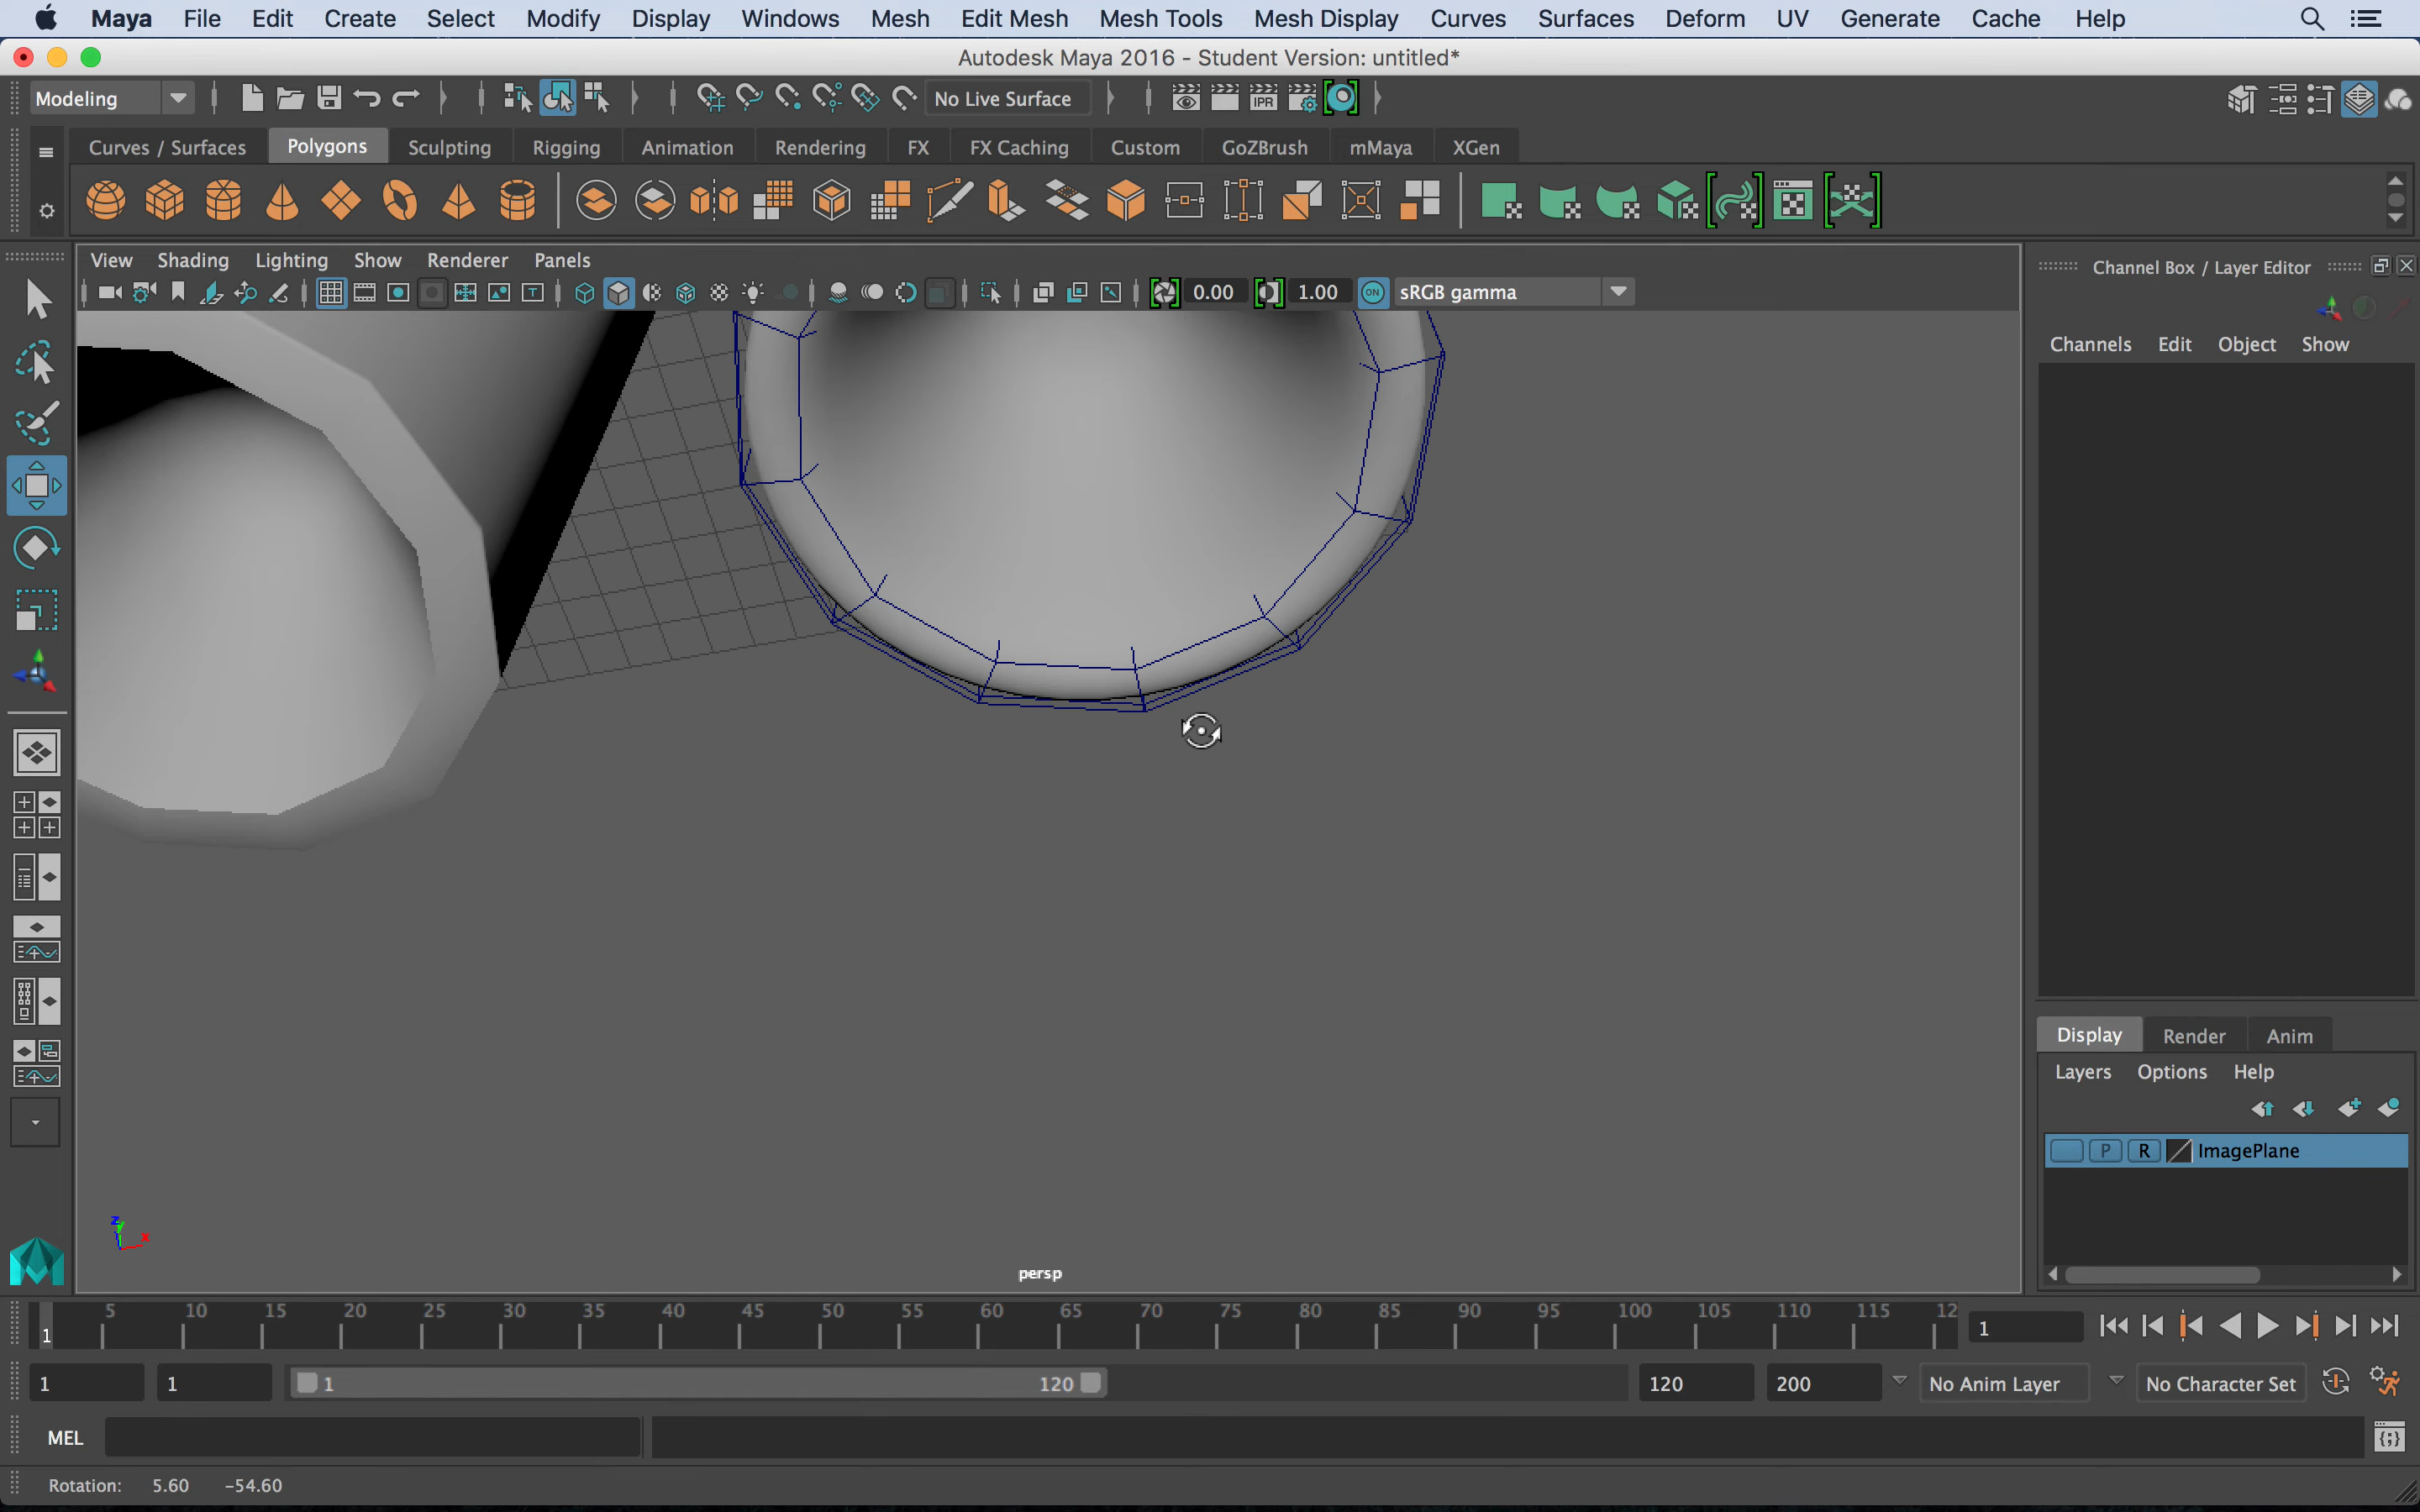 Maya File Edit Create Select Modify Display Windows Mesh Edit Mesh Mesh Tools Mesh Display Curves Surfaces Deform UV Generate Cache Help
Autodesk Maya 2016 - Student Version: untitled*
Modeling No Live Surface IPR
Curves / Surfaces Polygons Sculpting Rigging Animation Rendering FX FX Caching Custom GoZBrush mMaya XGen
View Shading Lighting Show Renderer Panels
Channel Box / Layer Editor
0.00 1.00 ON sRGB gamma
Channels Edit Object Show
Display Render Anim
Layers Options Help
P R ImagePlane
z y x
persp
5 10 15 20 25 30 35 40 45 50 55 60 65 70 75 80 85 90 95 100 105 110 115 12
1 1
1 1 1 120 120 200 No Anim Layer No Character Set
MEL
Rotation: 5.60 -54.60